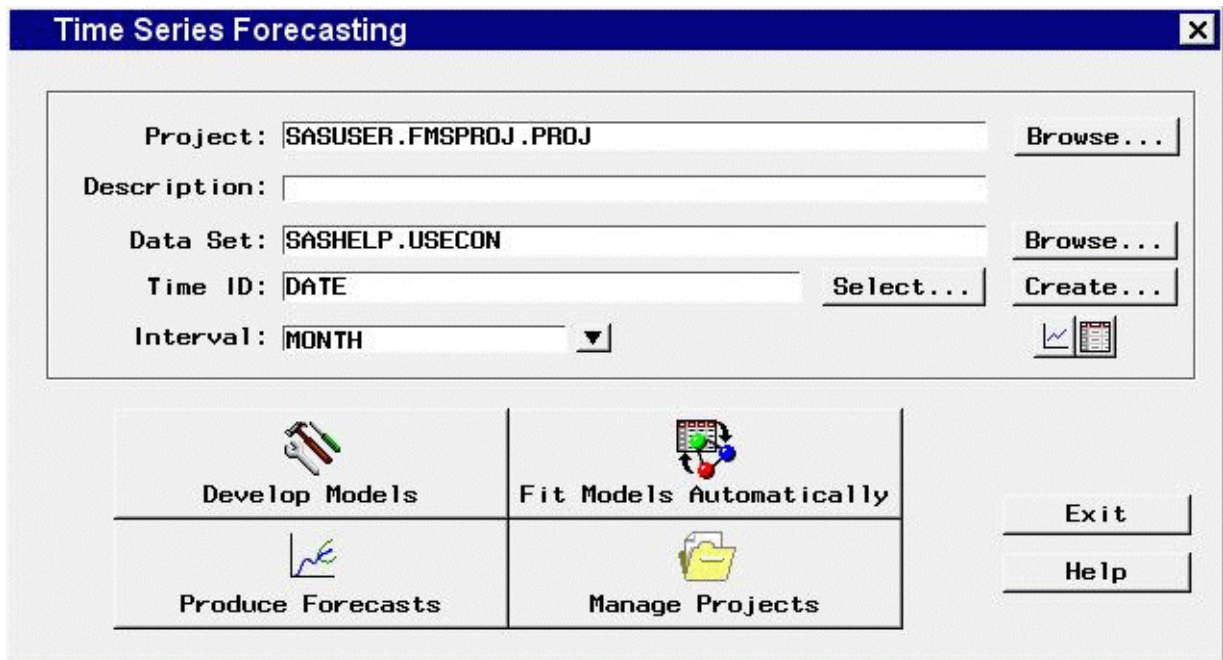 Time Series Forecasting
Project: SASUSER.FMSPROJ.PROJ Browse...
Description:
Data Set: SASHELP.USECON Browse...
Time ID: DATE Select... Create...
Interval: MONTH
Develop Models Fit Models Automatically
Exit
Help
Produce Forecasts Manage Projects